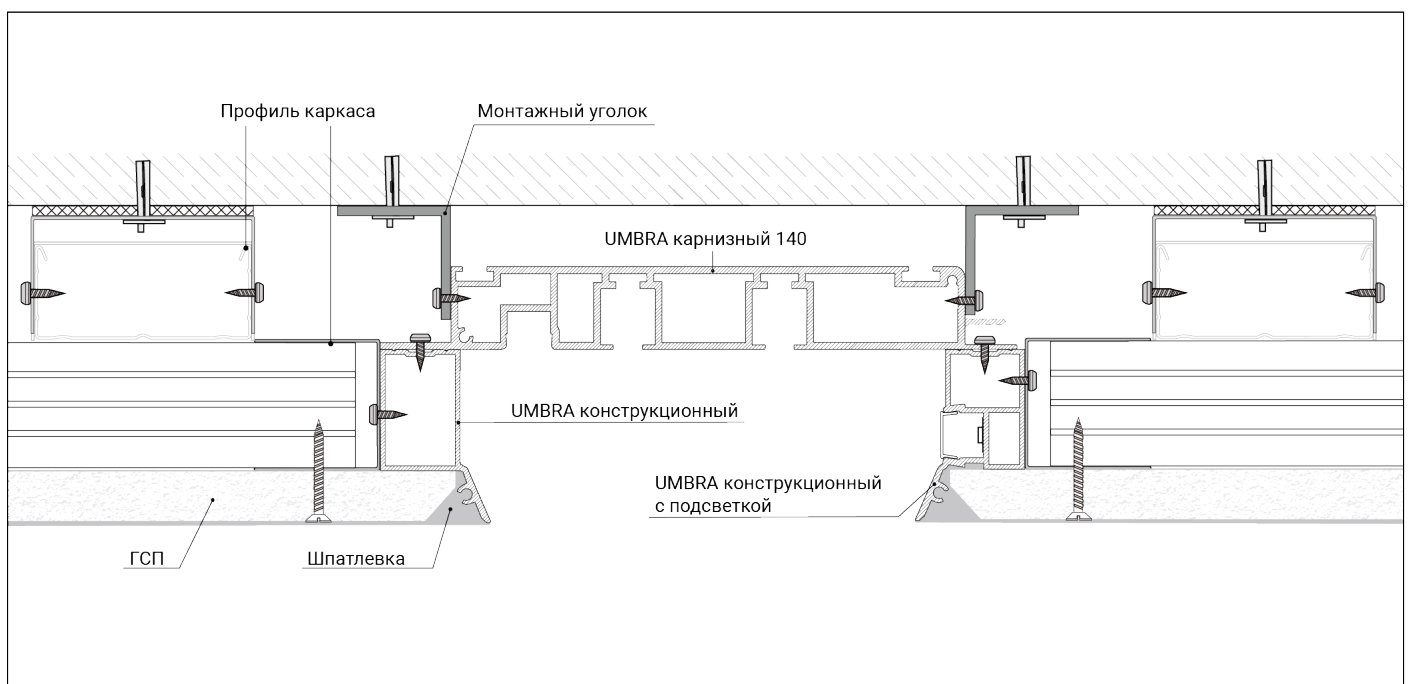 Профиль каркаса
Монтажный уголок
UMBRA карнизный 140
UMBRA конструкционный
UMBRA конструкционный
с подсветкой
ГСП
Шпатлевка